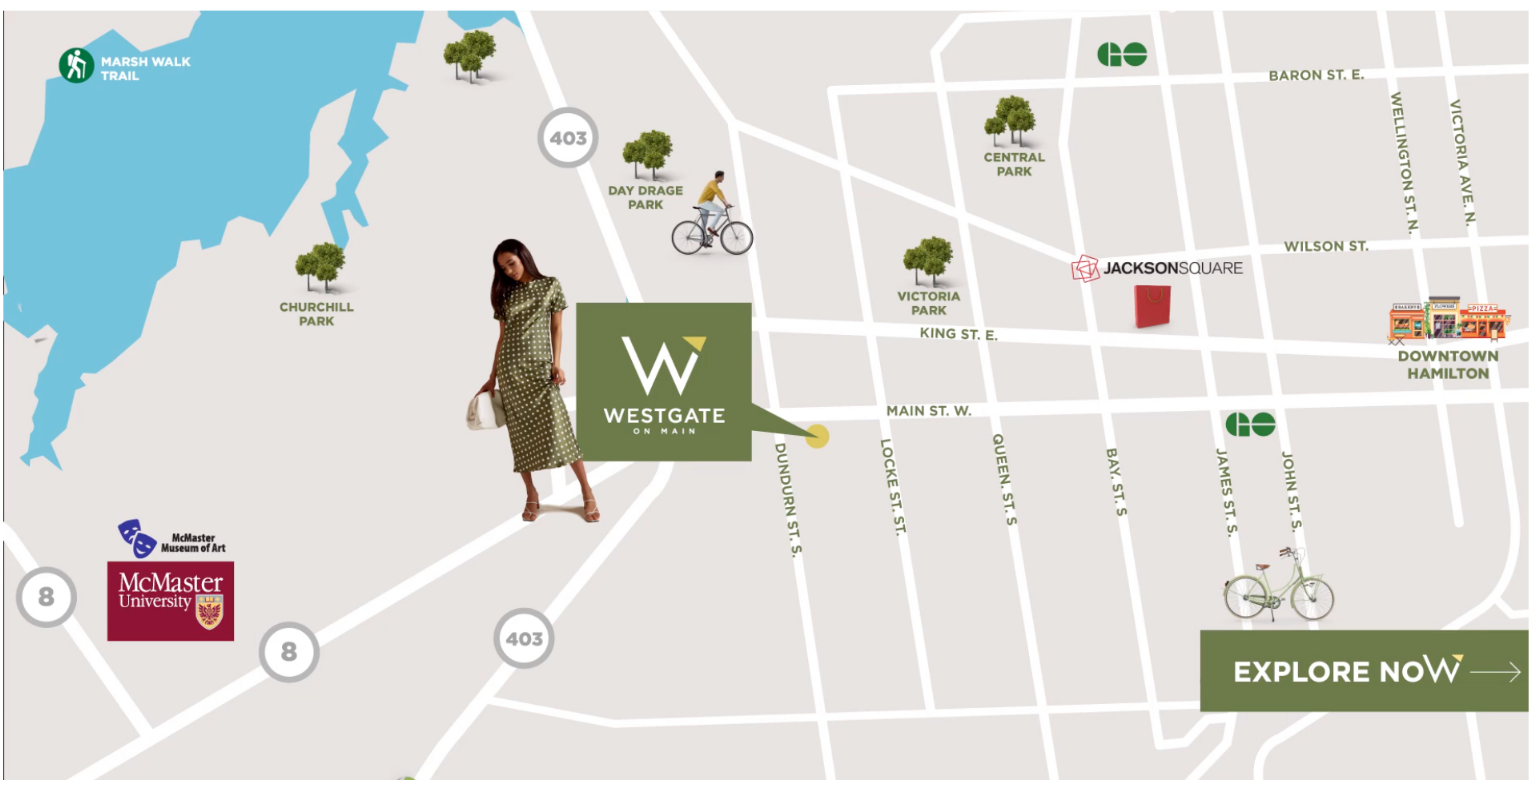 MARSH WALK
TRAIL
GO
BARON ST. E.
WELLINGTON ST. N.
VICTORIA AVE. N.
403
CENTRAL
PARK
DAY DRAGE
PARK
WILSON ST.
JACKSONSQUARE
CHURCHILL
PARK
VICTORIA
PARK
BAKERY
FLOWERS
PIZZA
KING ST. E.
DOWNTOWN
HAMILTON
W
WESTGATE
ON MAIN
MAIN ST. W.
GO
DUNDURN ST. S.
LOCKE ST. ST.
QUEEN. ST. S
BAY. ST. S
JAMES ST. S.
JOHN ST. S.
McMaster
Museum of Art
McMaster
University
8
8
403
EXPLORE NOW